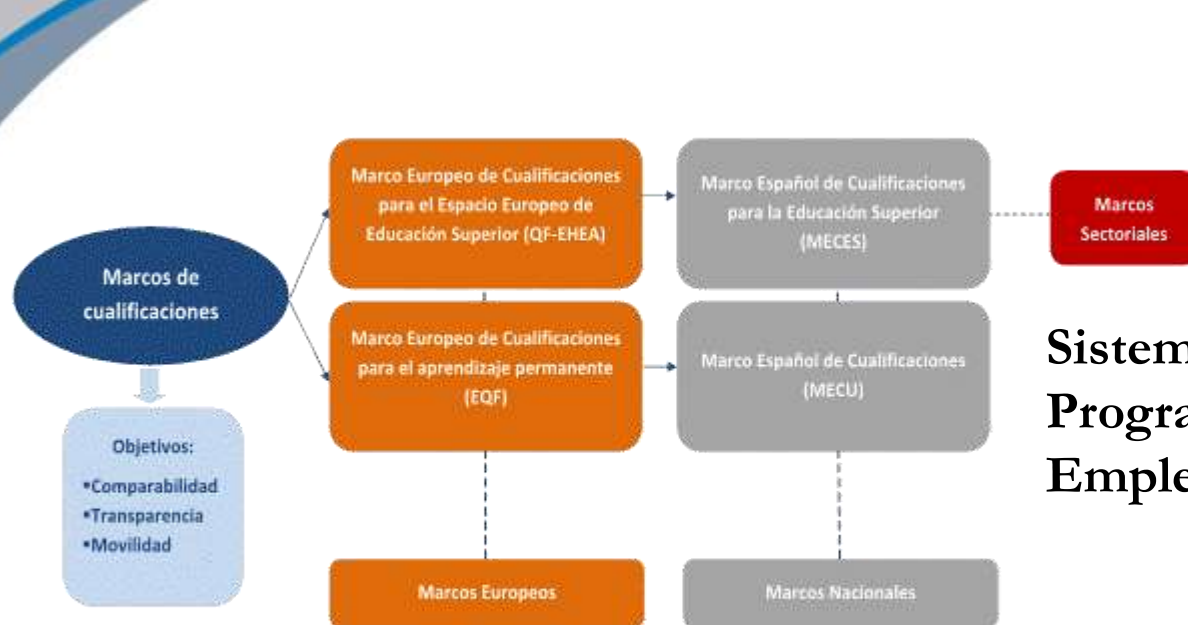 Marcos de
cualificaciones
Objetivos:
▪Comparabilidad
▪Transparencia
▪Movilidad
Marco Europeo de Cualificaciones
para el Espacio Europeo de
Educación Superior (QF-EHEA)
Marco Español de Cualificaciones
para la Educación Superior
(MECES)
Marcos
Sectoriales
Marco Europeo de Cualificaciones
para el aprendizaje permanente
(EQF)
Marco Español de Cualificaciones
(MECU)
Marcos Europeos
Marcos Nacionales